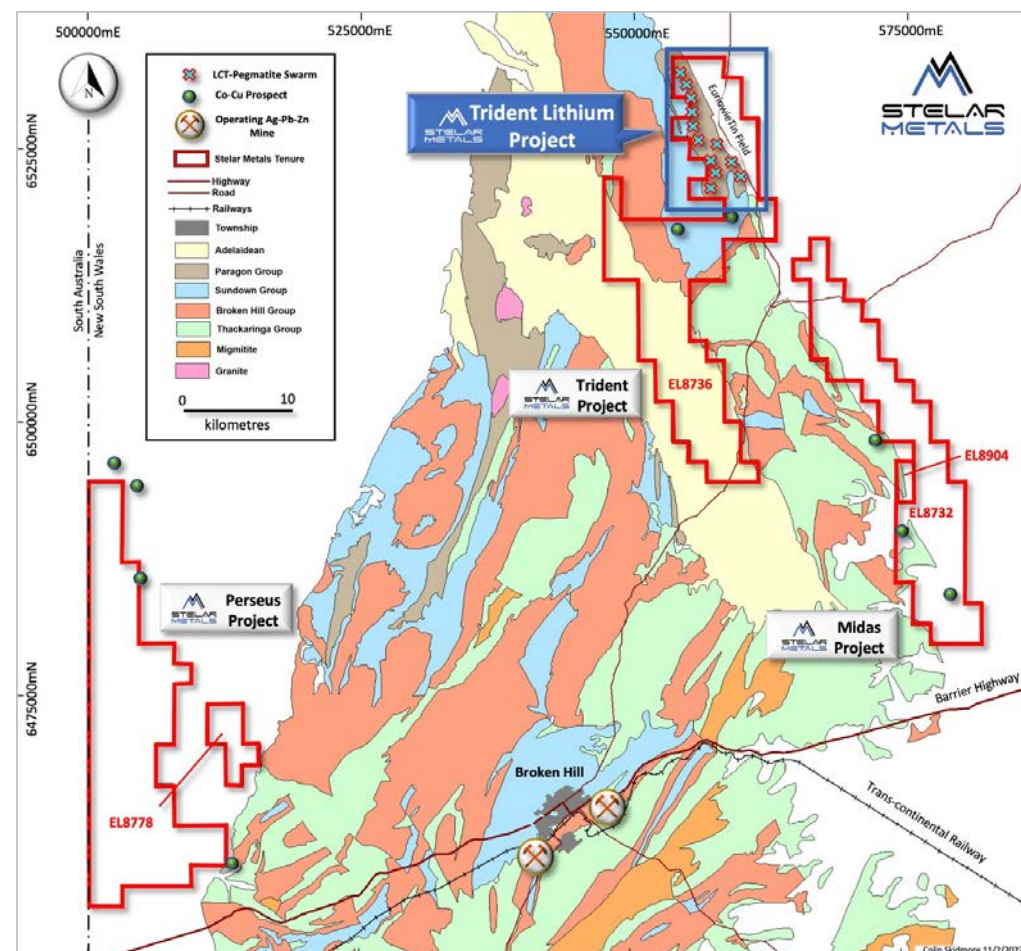 500000mE
525000mE
550000mE
575000mE
6525000mN
6500000mN
6475000mN
N
LCT-Pegmatite Swarm
Co-Cu Prospect
Operating Ag-Pb-Zn
Mine
Stelar Metals Tenure
Highway
Road
Railways
Township
Adelaidean
Paragon Group
Sundown Group
Broken Hill Group
Thackaringa Group
Migmitite
Granite
0
10
kilometres
South Australia
New South Wales
STELAR
METALS
Trident Lithium
Project
STELAR
METALS
EuriowieTin Field
STELAR
METALS
Trident
Project
EL8736
EL8904
EL8732
STELAR
METALS
Perseus
Project
STELAR
METALS
Midas
Project
EL8778
Broken Hill
Barrier Highway
Trans-continental
Railway